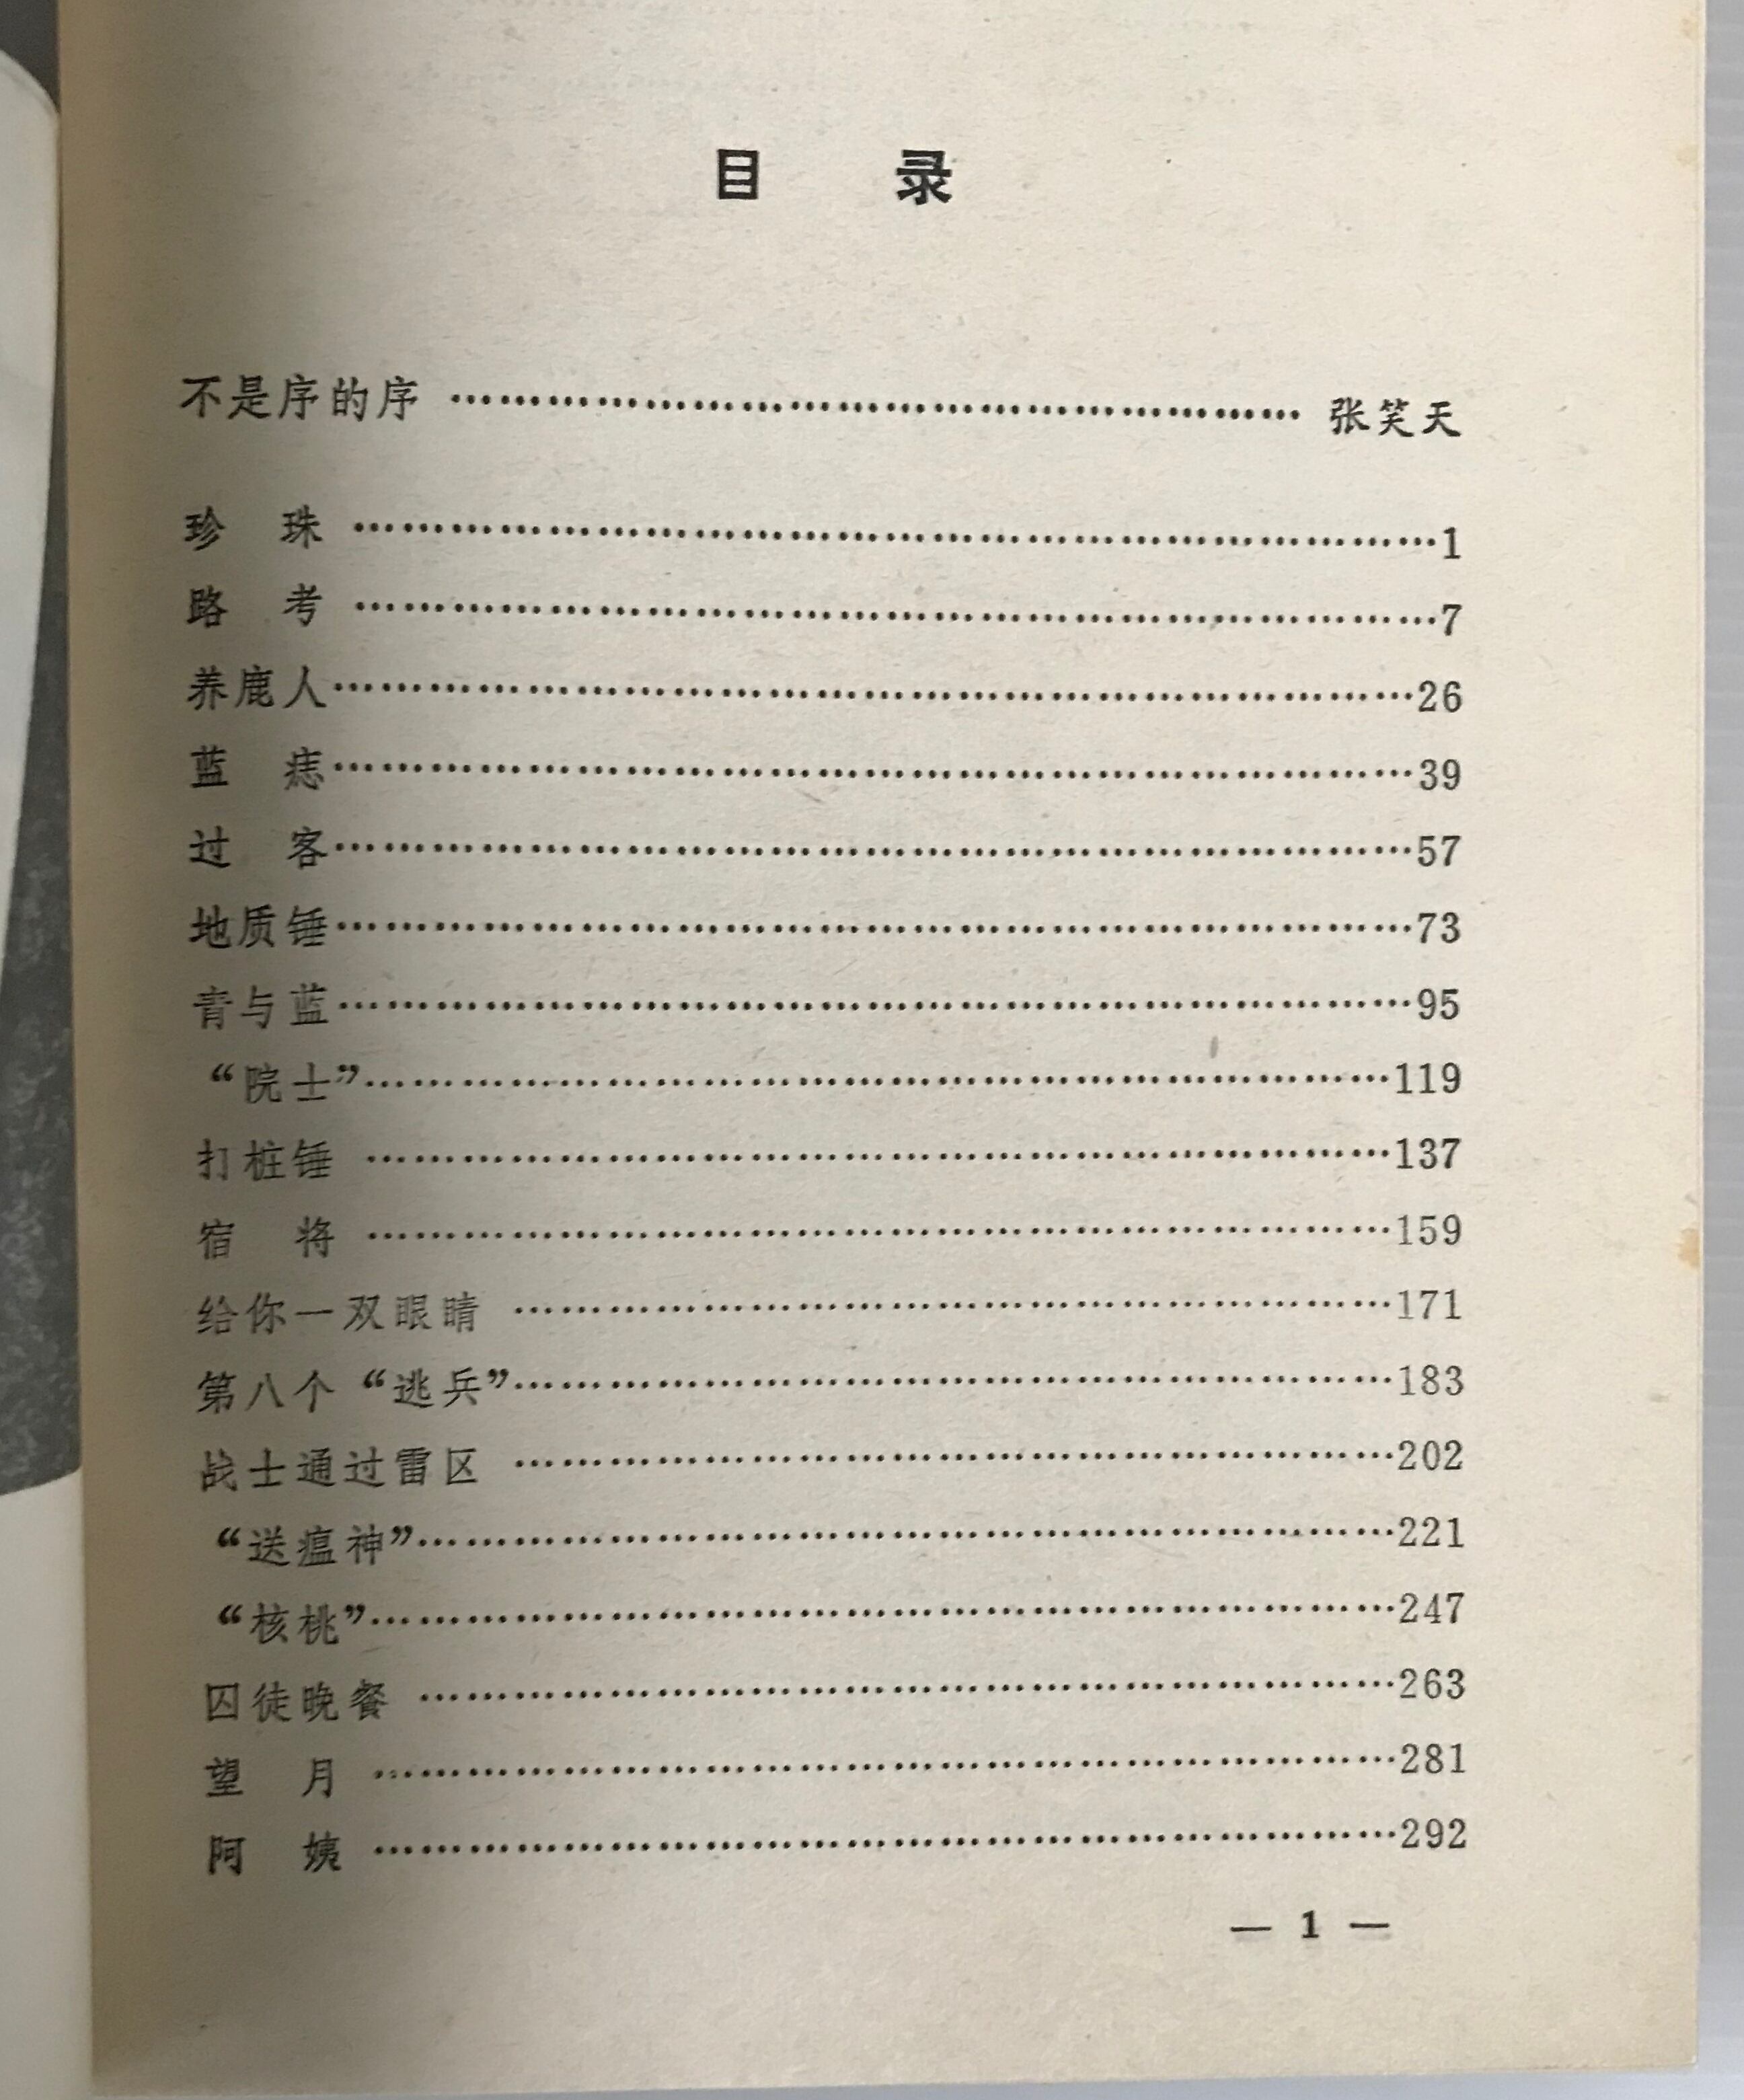 目 录
不是序的序 …………………………………… 张笑天
珍 珠 ……………………………………………1
路 考 ……………………………………………7
养鹿人……………………………………………26
蓝 痣……………………………………………39
过 客……………………………………………57
地质锤……………………………………………73
青与蓝……………………………………………95
“院士”…………………………………………119
打桩锤 …………………………………………137
宿 将 …………………………………………159
给你一双眼睛 …………………………………171
第八个“逃兵”…………………………………183
战士通过雷区 …………………………………202
“送瘟神”………………………………………221
“核桃”…………………………………………247
囚徒晚餐 ………………………………………263
望 月 …………………………………………281
阿 姨 …………………………………………292
— 1 —